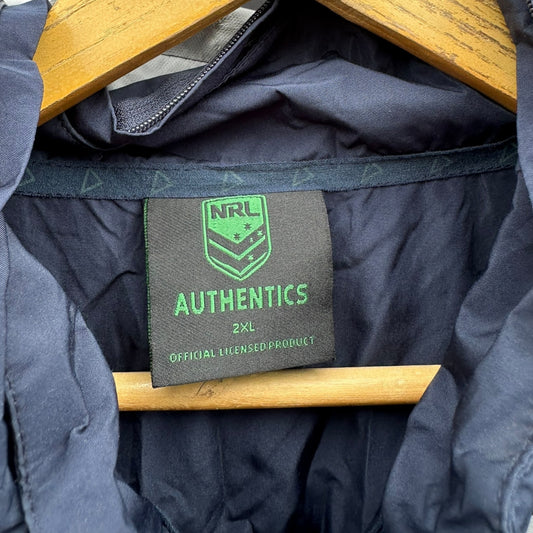 NRL
AUTHENTICS
2XL
OFFICIAL LICENSED PRODUCT